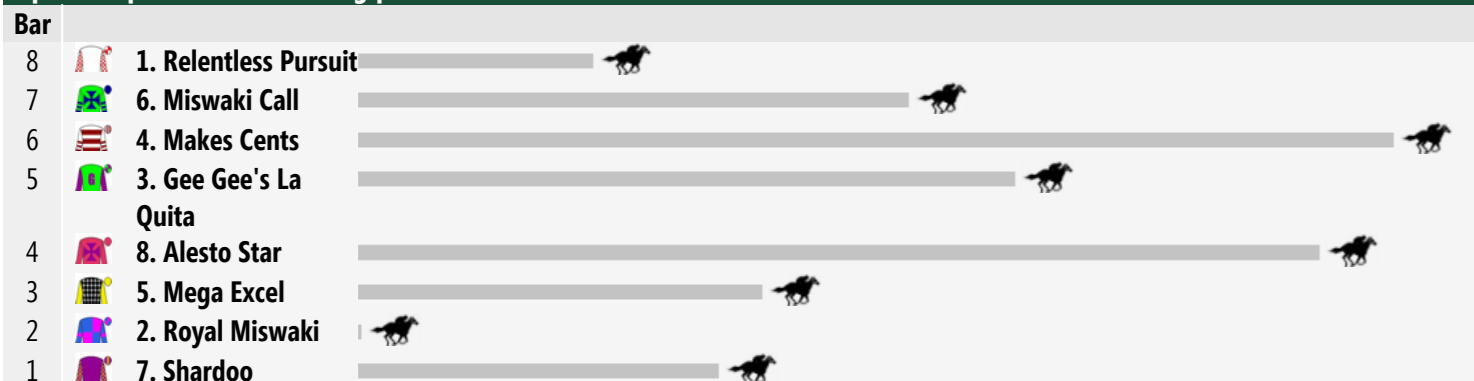 Bar
8 1. Relentless Pursuit
7 6. Miswaki Call
6 4. Makes Cents
5 G 3. Gee Gee's La
Quita
4 8. Alesto Star
3 5. Mega Excel
2 2. Royal Miswaki
1 7. Shardoo